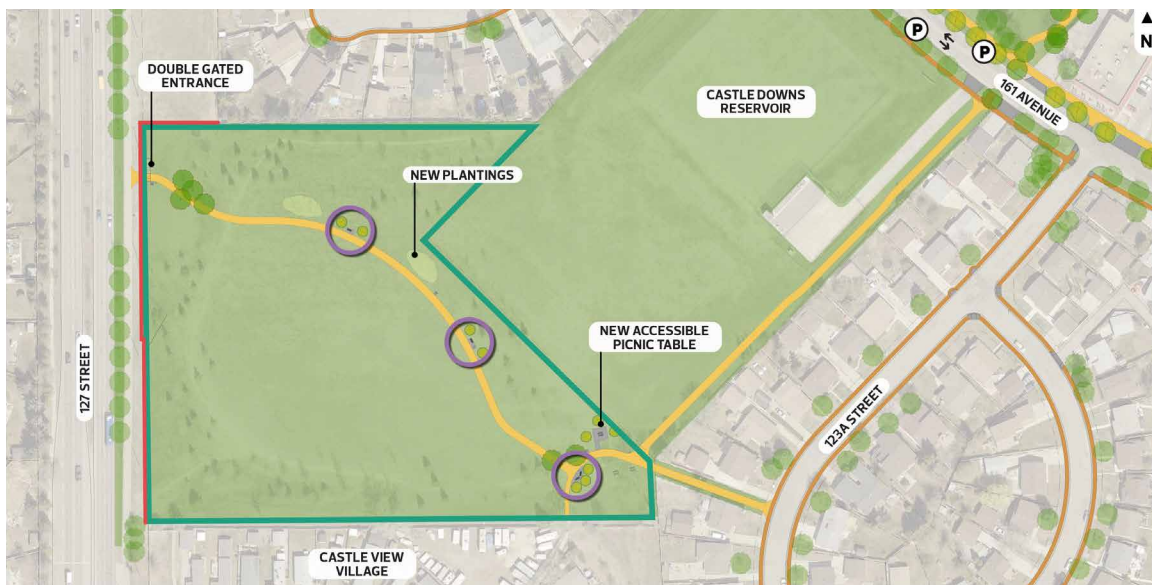 P
P
▲
N
DOUBLE GATED
ENTRANCE
161 AVENUE
CASTLE DOWNS
RESERVOIR
NEW PLANTINGS
NEW ACCESSIBLE
PICNIC TABLE
127 STREET
123A STREET
CASTLE VIEW
VILLAGE